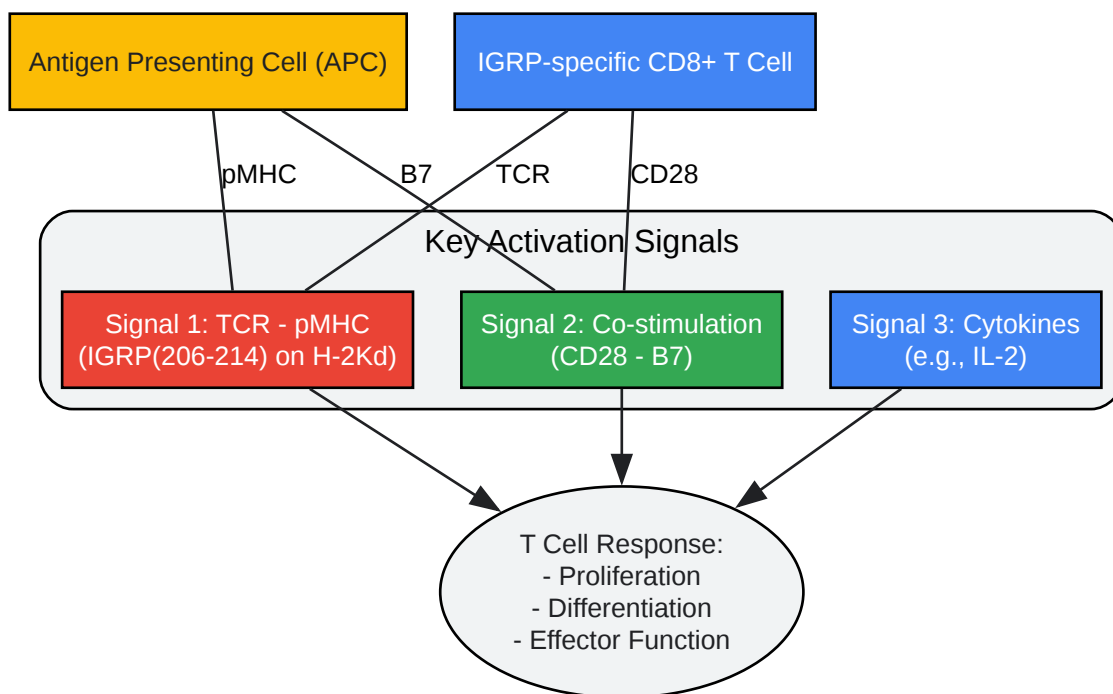 Antigen Presenting Cell (APC)
IGRP-specific CD8+ T Cell
pMHC
B7
TCR
CD28
Key Activation Signals
Signal 1: TCR - pMHC
(IGRP(206-214) on H-2Kd)
Signal 2: Co-stimulation
(CD28 - B7)
Signal 3: Cytokines
(e.g., IL-2)
T Cell Response:
- Proliferation
- Differentiation
- Effector Function